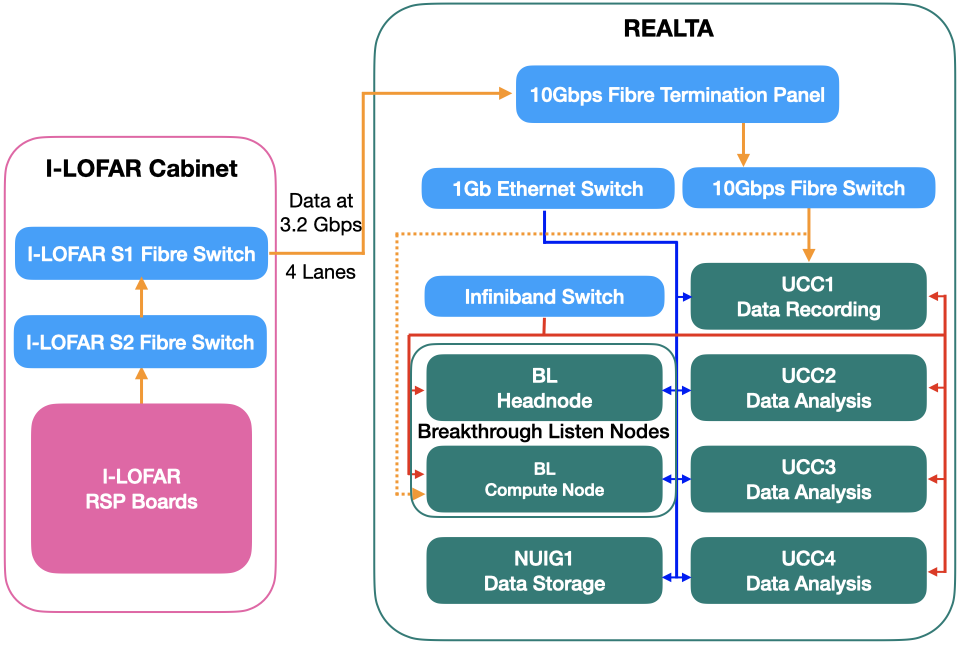 REALTA
10Gbps Fibre Termination Panel
I-LOFAR Cabinet
1Gb Ethernet Switch
10Gbps Fibre Switch
Data at
3.2 Gbps
4 Lanes
I-LOFAR S1 Fibre Switch
I-LOFAR S2 Fibre Switch
I-LOFAR
RSP Boards
Infiniband Switch
UCC1
Data Recording
BL
Headnode
UCC2
Data Analysis
Breakthrough Listen Nodes
BL
Compute Node
UCC3
Data Analysis
NUIG1
Data Storage
UCC4
Data Analysis